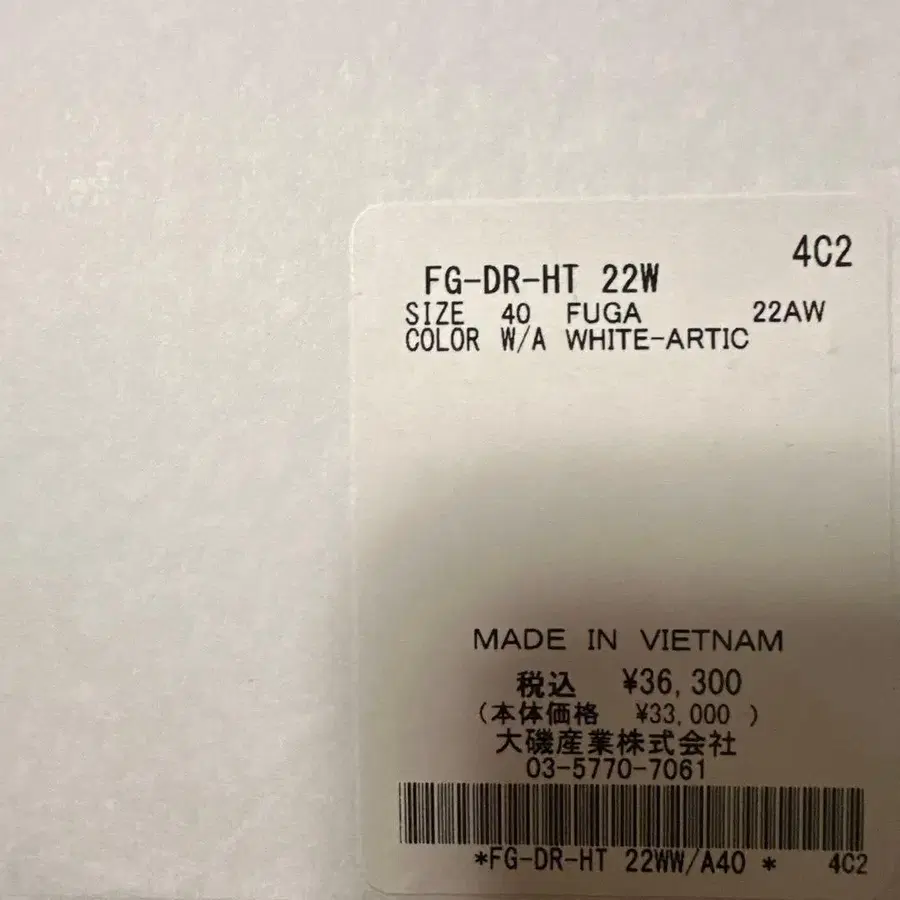 4C2
FG-DR-HT 22W
SIZE 40 FUGA 22AW
COLOR W/A WHITE-ARTIC
MADE IN VIETNAM
税込 ¥36,300
(本体価格 ¥33,000 )
大磯産業株式会社
03-5770-7061
*FG-DR-HT 22WW/A40 * 4C2